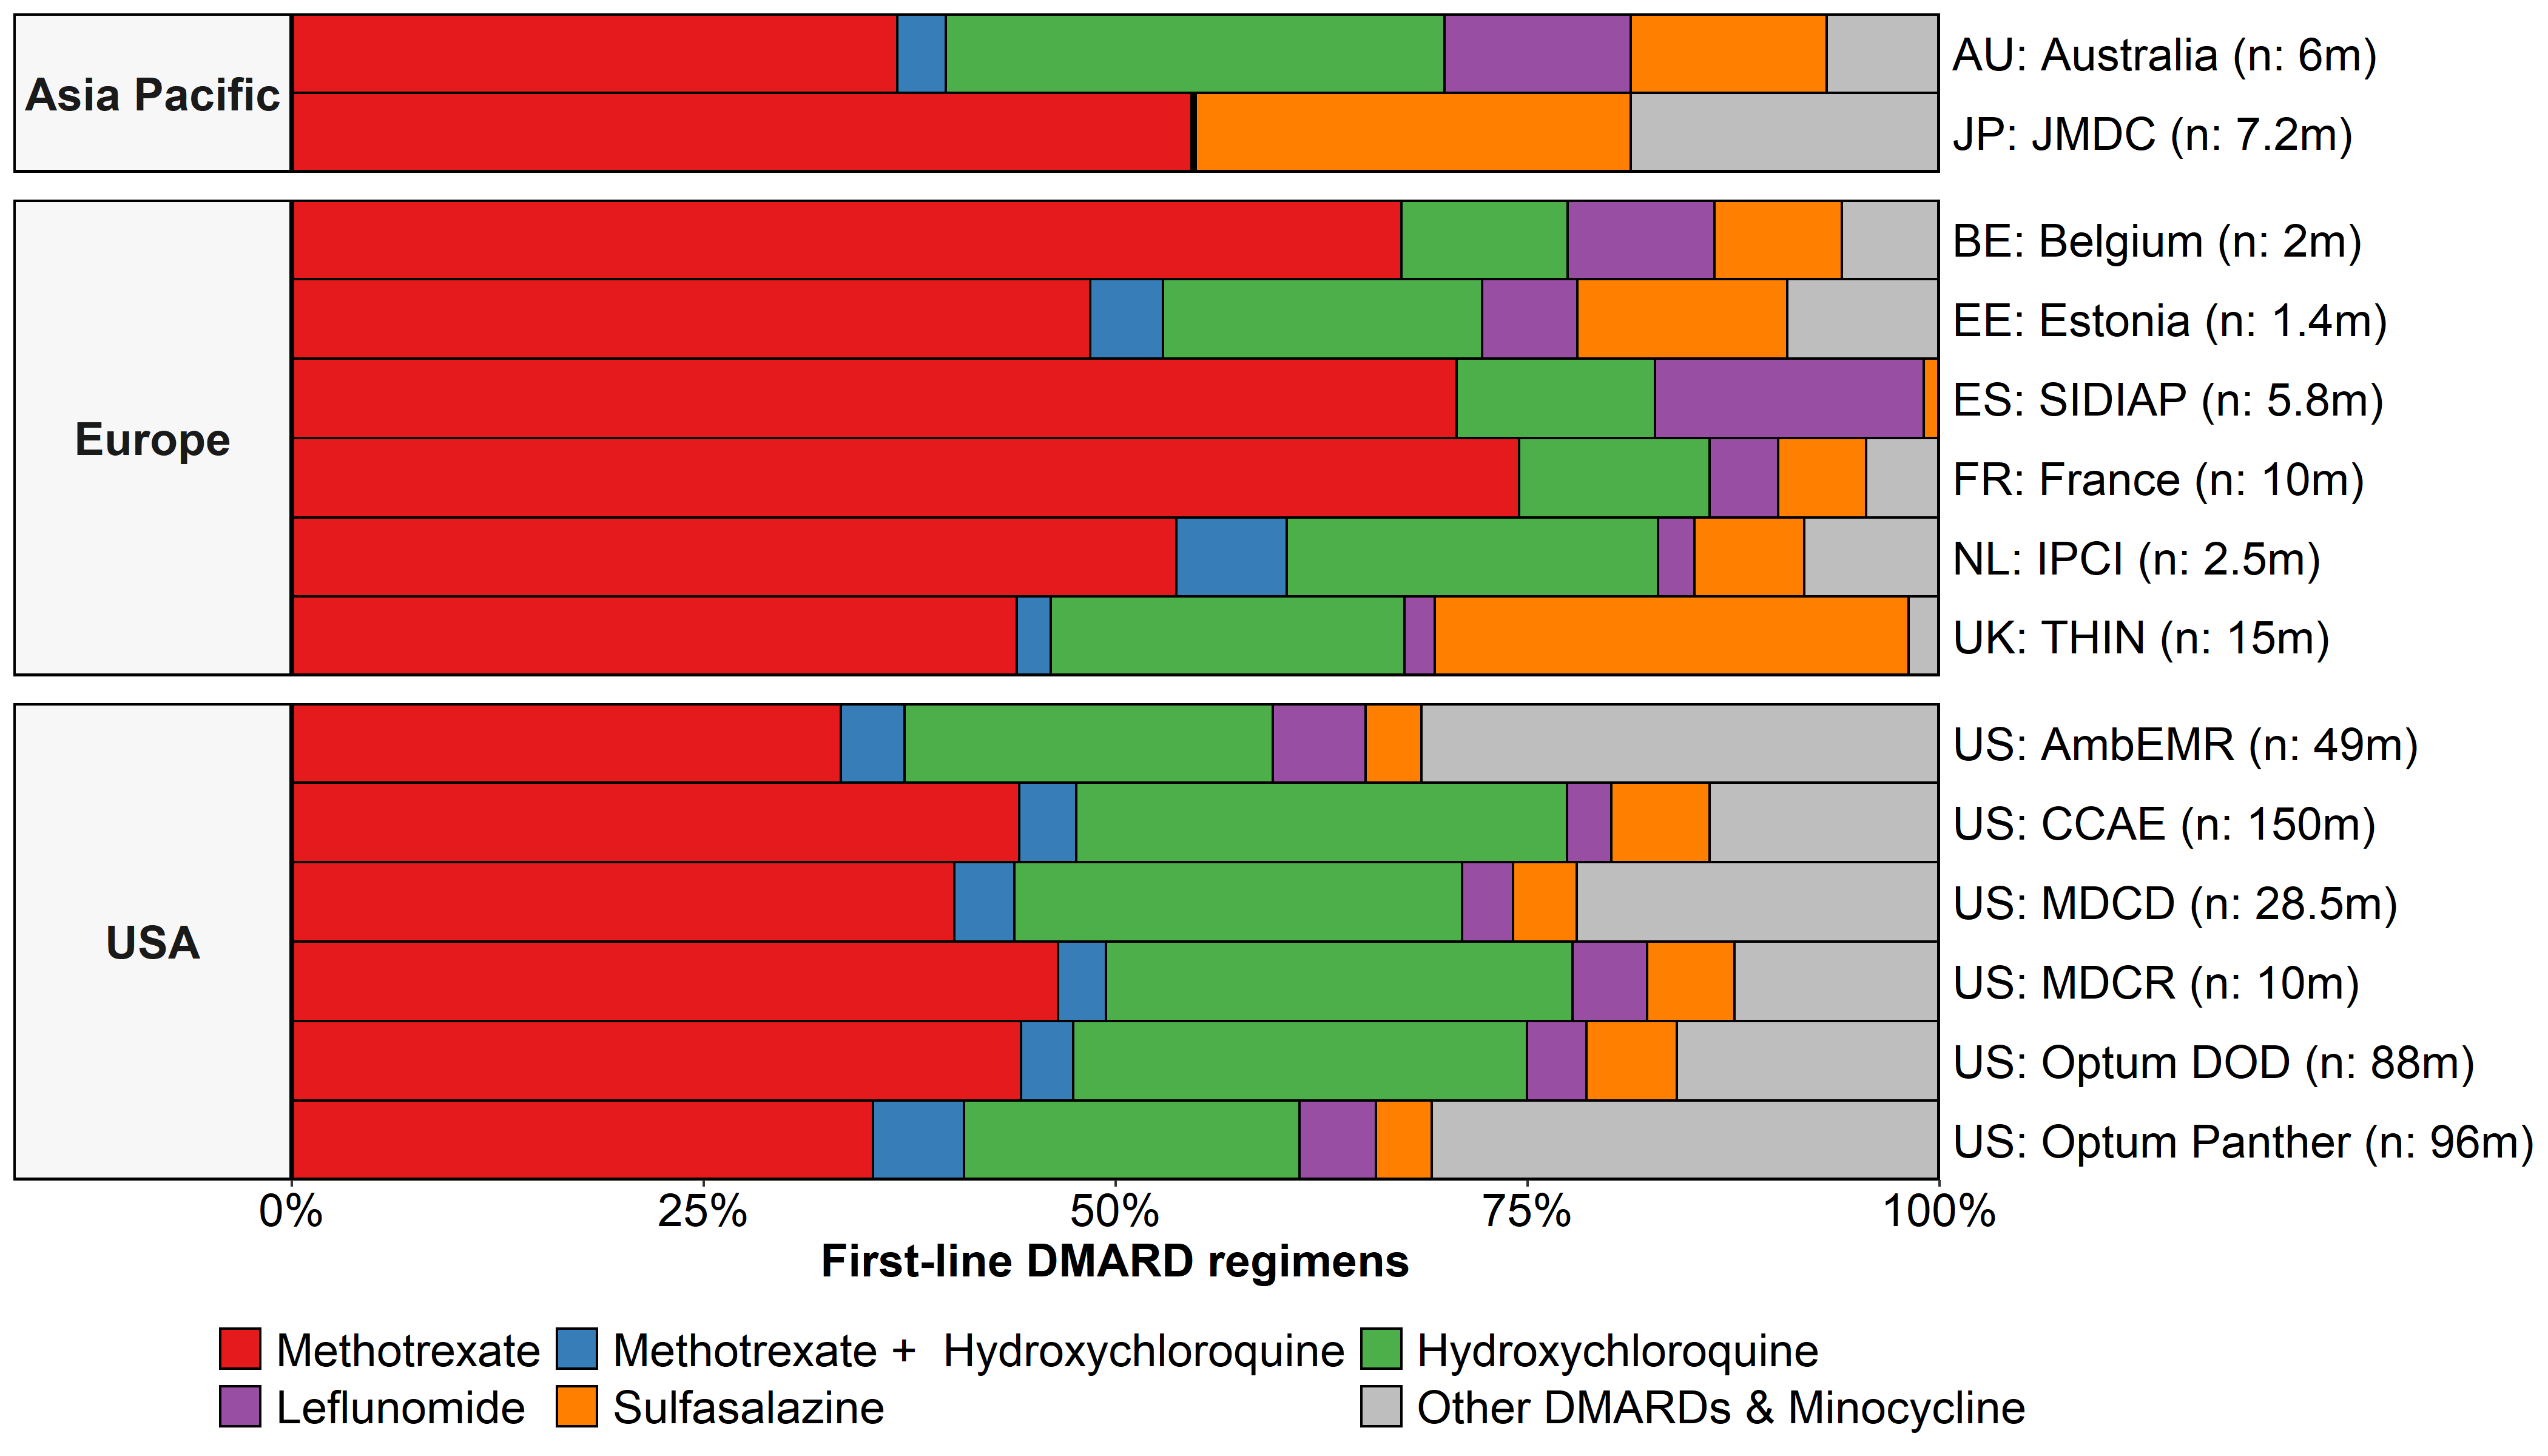 Asia Pacific
AU: Australia (n: 6m)
JP: JMDC (n: 7.2m)
Europe
BE: Belgium (n: 2m)
EE: Estonia (n: 1.4m)
ES: SIDIAP (n: 5.8m)
FR: France (n: 10m)
NL: IPCI (n: 2.5m)
UK: THIN (n: 15m)
USA
US: AmbEMR (n: 49m)
US: CCAE (n: 150m)
US: MDCD (n: 28.5m)
US: MDCR (n: 10m)
US: Optum DOD (n: 88m)
US: Optum Panther (n: 96m)
0% 25% 50% 75% 100%
First-line DMARD regimens
Methotrexate Methotrexate + Hydroxychloroquine Hydroxychloroquine
Leflunomide Sulfasalazine Other DMARDs & Minocycline